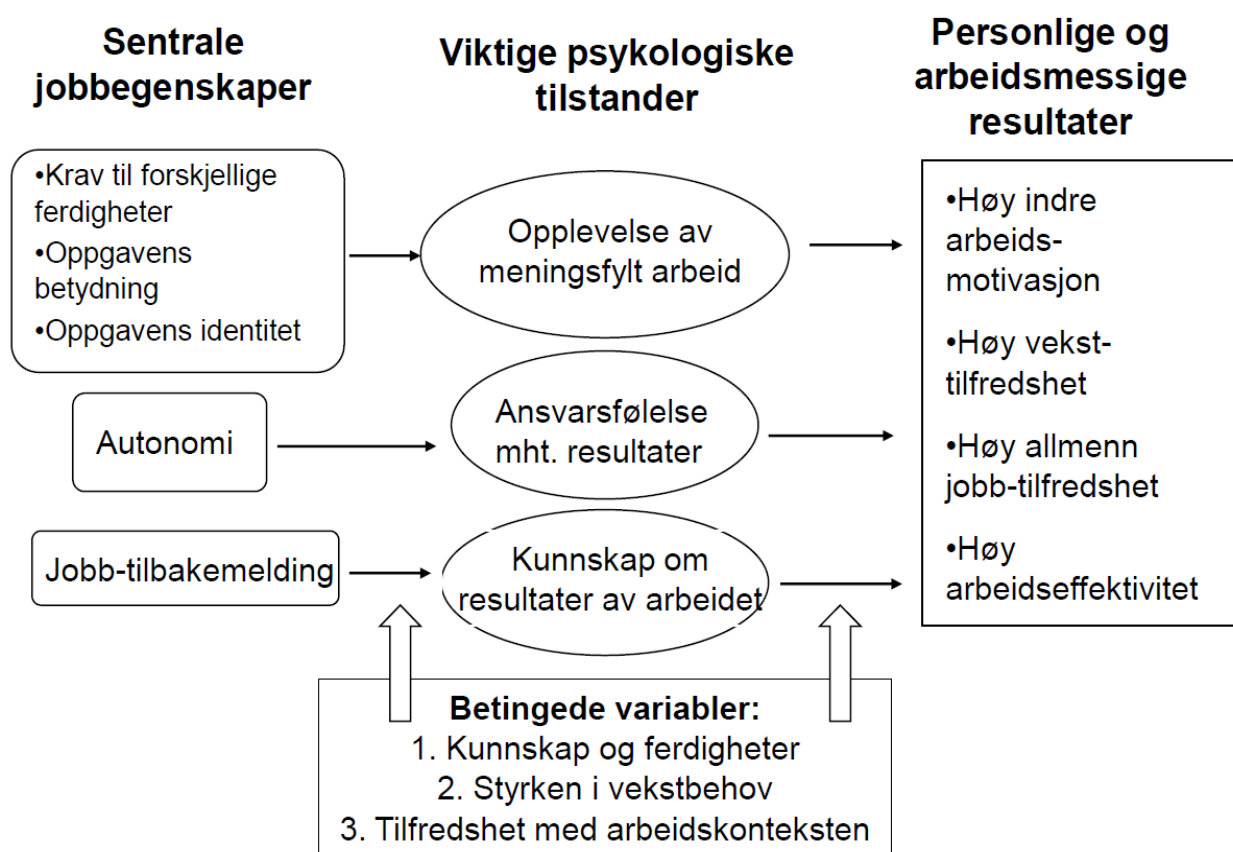 Sentrale
jobbegenskaper
Viktige psykologiske
tilstander
Personlige og
arbeidsmessige
resultater
•Krav til forskjellige
ferdigheter
•Oppgavens
betydning
•Oppgavens identitet
Opplevelse av
meningsfylt arbeid
•Høy indre
arbeids-
motivasjon
•Høy vekst-
tilfredshet
•Høy allmenn
jobb-tilfredshet
•Høy
arbeidseffektivitet
Autonomi
Ansvarsfølelse
mht. resultater
Jobb-tilbakemelding
Kunnskap om
resultater av arbeidet
Betingede variabler:
1. Kunnskap og ferdigheter
2. Styrken i vekstbehov
3. Tilfredshet med arbeidskonteksten